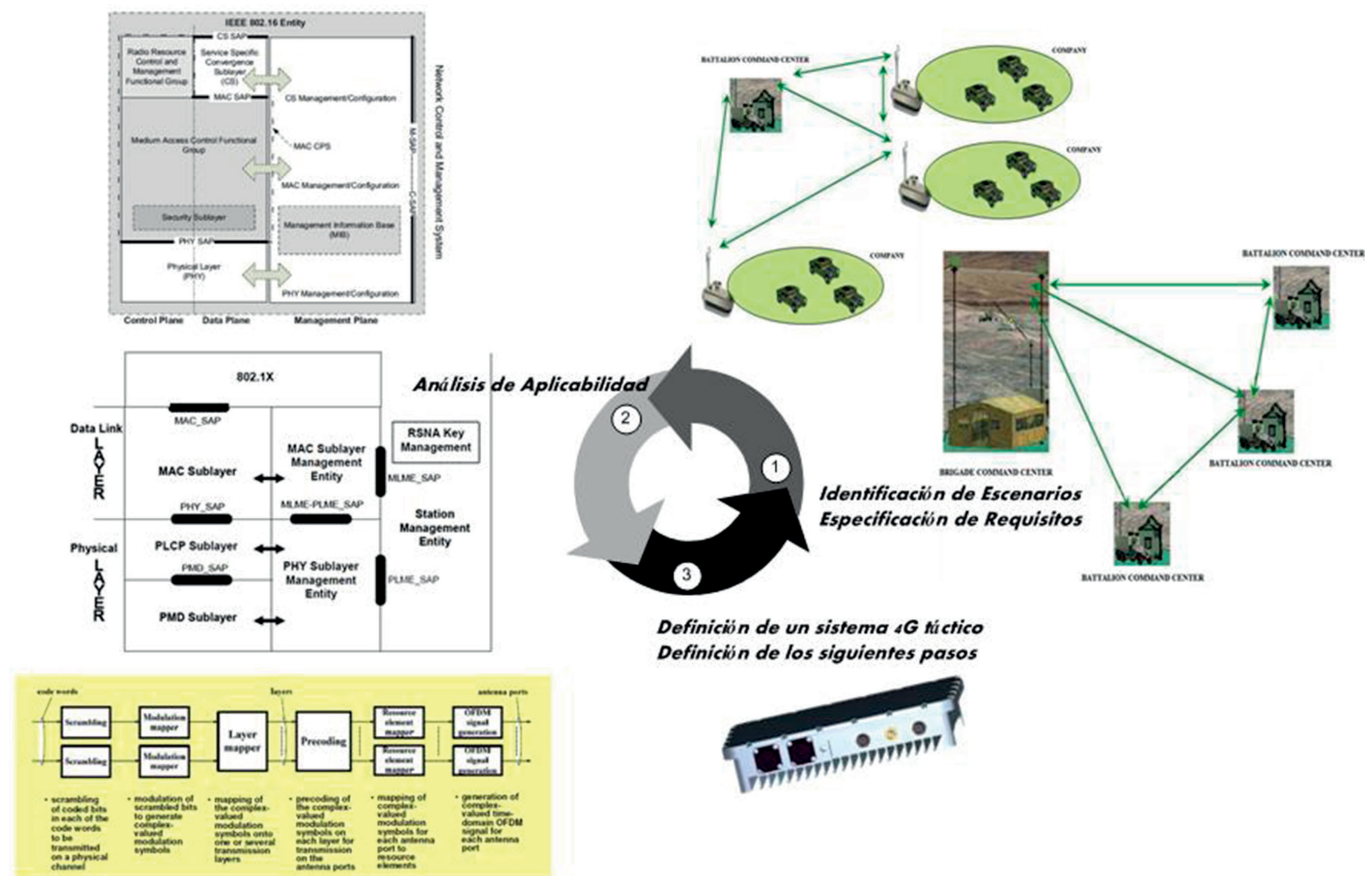 IEEE 802.16 Entity
CS SAP
Radio Resource
Control and
Management
Functional Group
Service Specific
Convergence
Sublayer
(CS)
CS Management/Configuration
MAC SAP
Medium Access Control Functional
Group
MAC CPS
MAC Management/Configuration
Security Sublayer
Management Information Base
(MIB)
PHY SAP
Physical Layer
(PHY)
PHY Management/Configuration
M-SAP
C-SAP
Network Control and Management System
Control Plane
Data Plane
Management Plane
BATTALION COMMAND CENTER
COMPANY
COMPANY
COMPANY
BATTALION COMMAND CENTER
BATTALION COMMAND CENTER
BRIGADE COMMAND CENTER
BATTALION COMMAND CENTER
802.1X
MAC_SAP
Data Link
LAYER
MAC Sublayer
MAC Sublayer
Management
Entity
RSNA Key
Management
MLME_SAP
PHY_SAP
MLME-PLME_SAP
Station
Management
Entity
Physical
LAYER
PLCP Sublayer
PMD_SAP
PHY Sublayer
Management
Entity
PLME_SAP
PMD Sublayer
Análisis de Aplicabilidad
2
1
3
Identificación de Escenarios
Especificación de Requisitos
Definición de un sistema 4G táctico
Definición de los siguientes pasos
code words
layers
antenna ports
Scrambling
Modulation
mapper
Layer
mapper
Precoding
Resource
element
mapper
OFDM
signal
generation
Scrambling
Modulation
mapper
Resource
element
mapper
OFDM
signal
generation
• scrambling
of coded bits
in each of the
code words
to be
transmitted
on a physical
channel
• modulation of
scrambled bits
to generate
complex-
valued
modulation
symbols
• mapping of
the complex-
valued
modulation
symbols onto
one or several
transmission
layers
• precoding of
the complex-
valued
modulation
symbols on
each layer for
transmission
on the
antenna ports
• mapping of
complex-
valued
modulation
symbols for
each antenna
port to
resource
elements
• generation of
complex-
valued time-
domain OFDM
signal for
each antenna
port